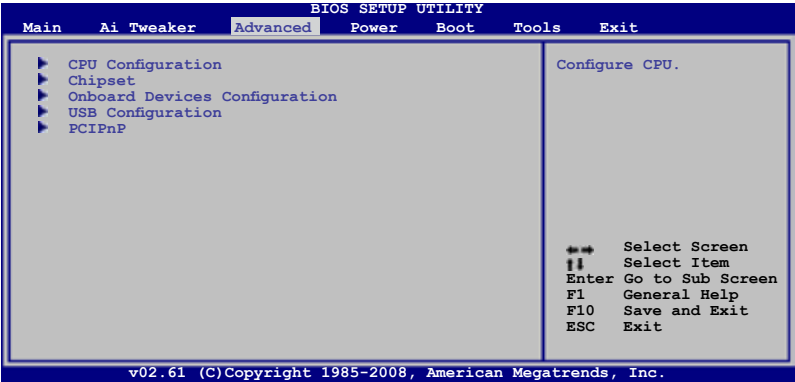 BIOS SETUP UTILITY
Main Ai Tweaker Advanced Power Boot Tools Exit
CPU Configuration
Chipset
Onboard Devices Configuration
USB Configuration
PCIPnP
Configure CPU.
Select Screen
Select Item
Enter Go to Sub Screen
F1 General Help
F10 Save and Exit
ESC Exit
v02.61 (C)Copyright 1985-2008, American Megatrends, Inc.